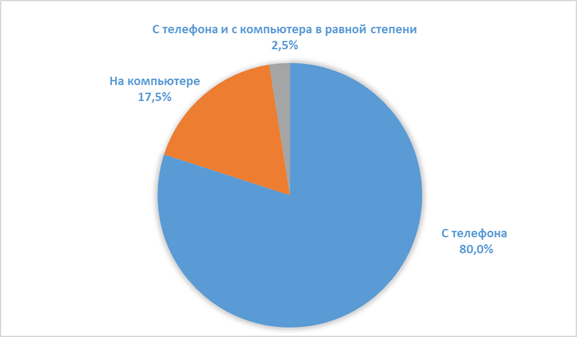 С телефона и с компьютера в равной степени
2,5%
На компьютере
17,5%
С телефона
80,0%